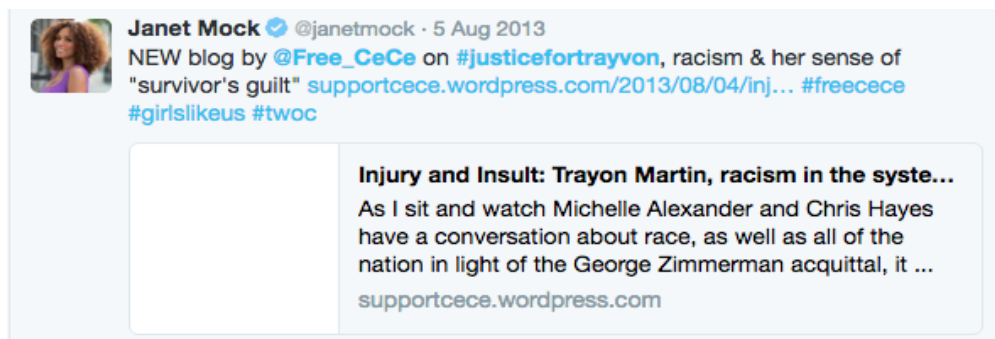 Janet Mock @janetmock · 5 Aug 2013
NEW blog by @Free_CeCe on #justicefortrayvon, racism & her sense of
"survivor's guilt" supportcece.wordpress.com/2013/08/04/inj… #freecece
#girlslikeus #twoc
Injury and Insult: Trayon Martin, racism in the syste...
As I sit and watch Michelle Alexander and Chris Hayes
have a conversation about race, as well as all of the
nation in light of the George Zimmerman acquittal, it ...
supportcece.wordpress.com